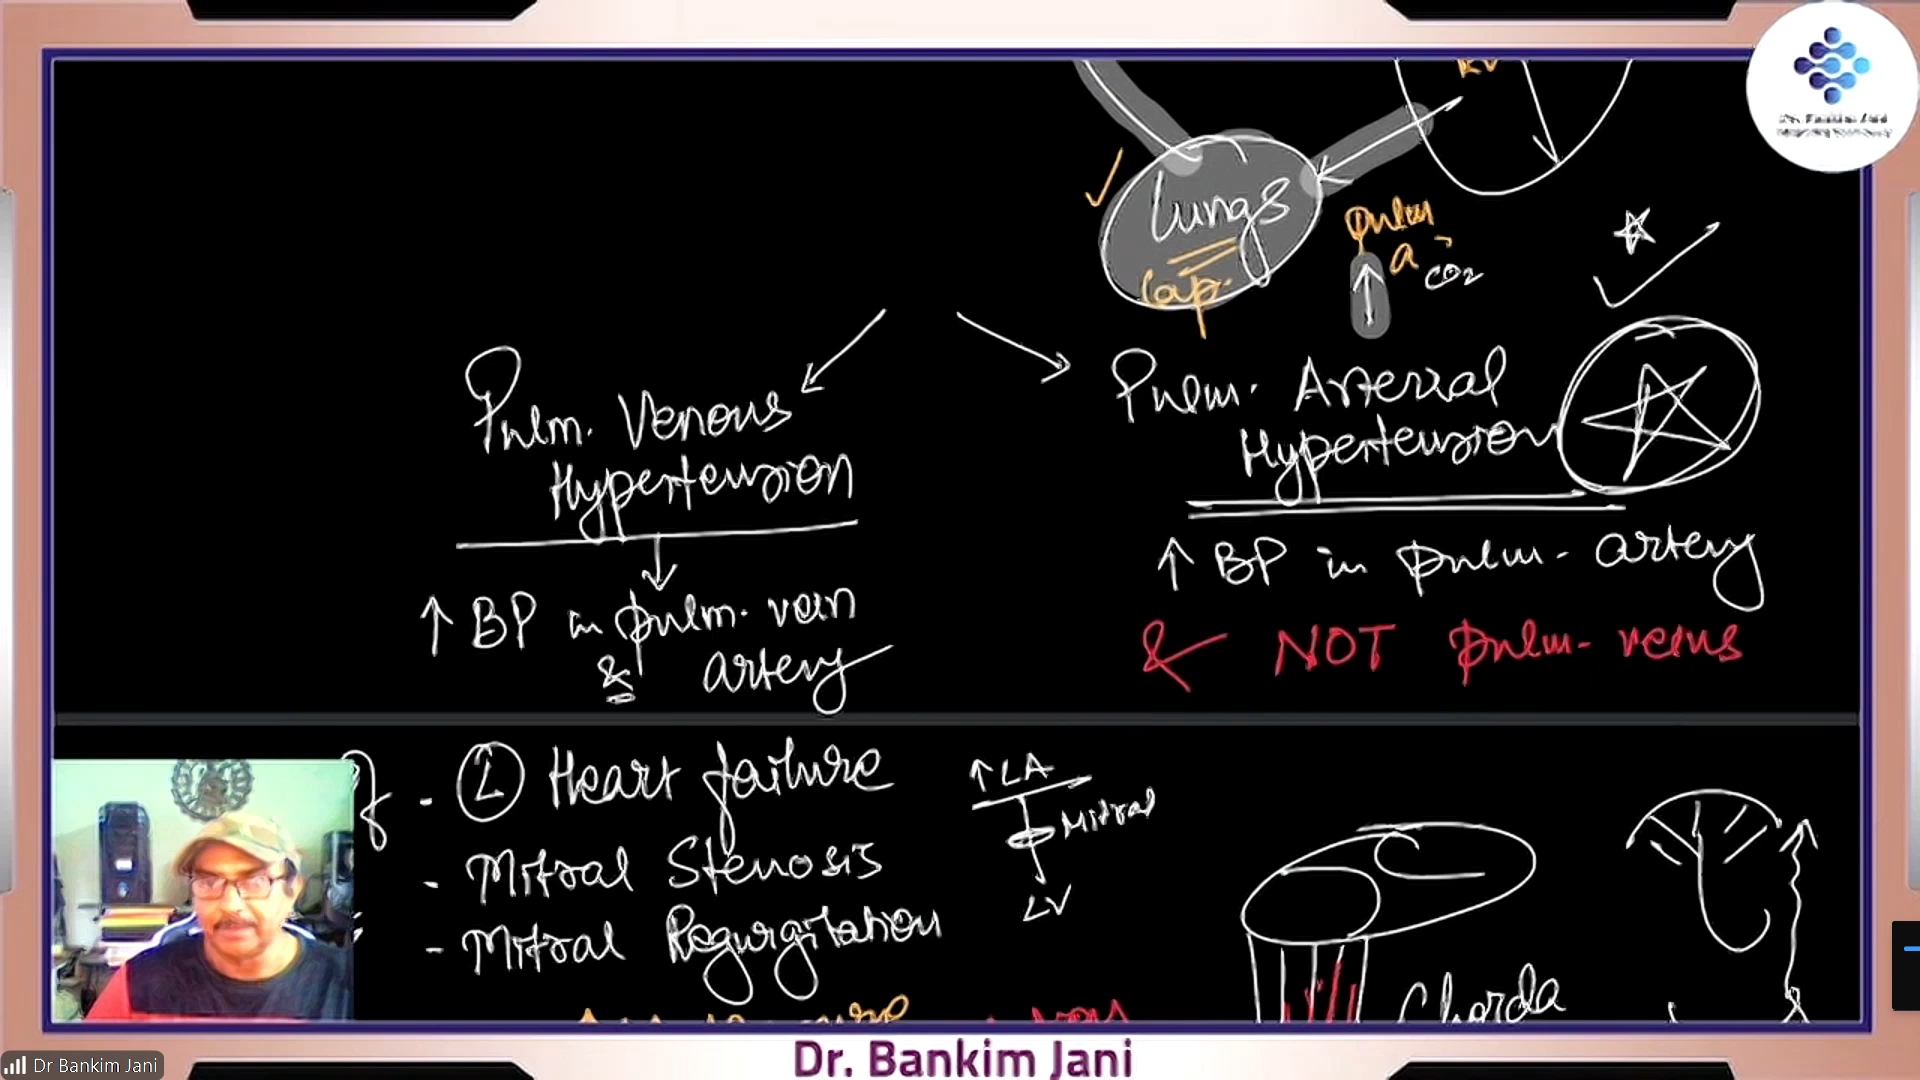 RV
Lungs
Cap.
pulm
a
CO2
Pulm. Venous
Hypertension
↑ BP in pulm. vein
& artery
Pulm. Arterial
Hypertension
↑ BP in pulm. artery
& NOT pulm. veins
- L Heart failure
- Mitral Stenosis
- Mitral Regurgitation
↑LA
Mitral
LV
Chorda
Dr. Bankim Jani
Dr Bankim Jani